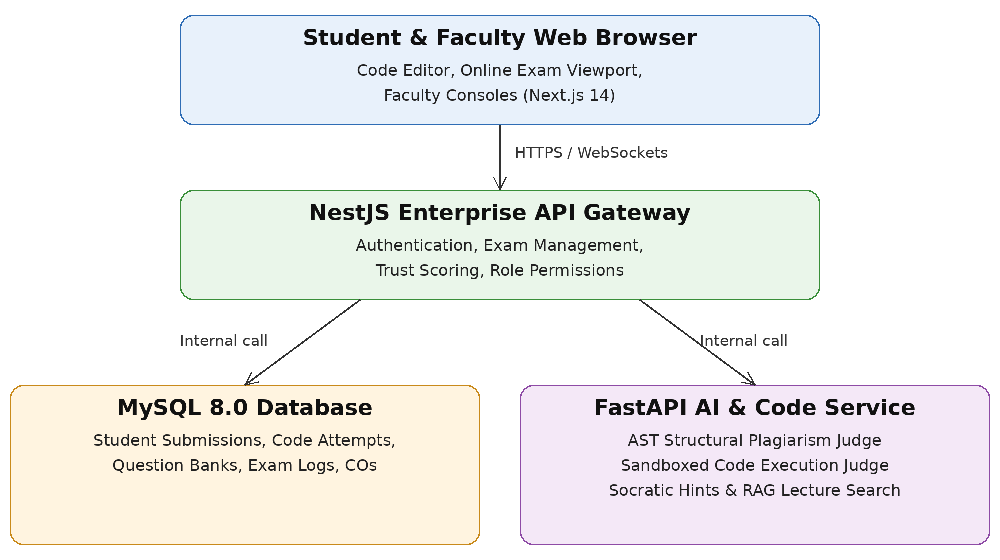 Student & Faculty Web Browser
Code Editor, Online Exam Viewport,
Faculty Consoles (Next.js 14)
HTTPS / WebSockets
NestJS Enterprise API Gateway
Authentication, Exam Management,
Trust Scoring, Role Permissions
Internal call
Internal call
MySQL 8.0 Database
Student Submissions, Code Attempts,
Question Banks, Exam Logs, COs
FastAPI AI & Code Service
AST Structural Plagiarism Judge
Sandboxed Code Execution Judge
Socratic Hints & RAG Lecture Search